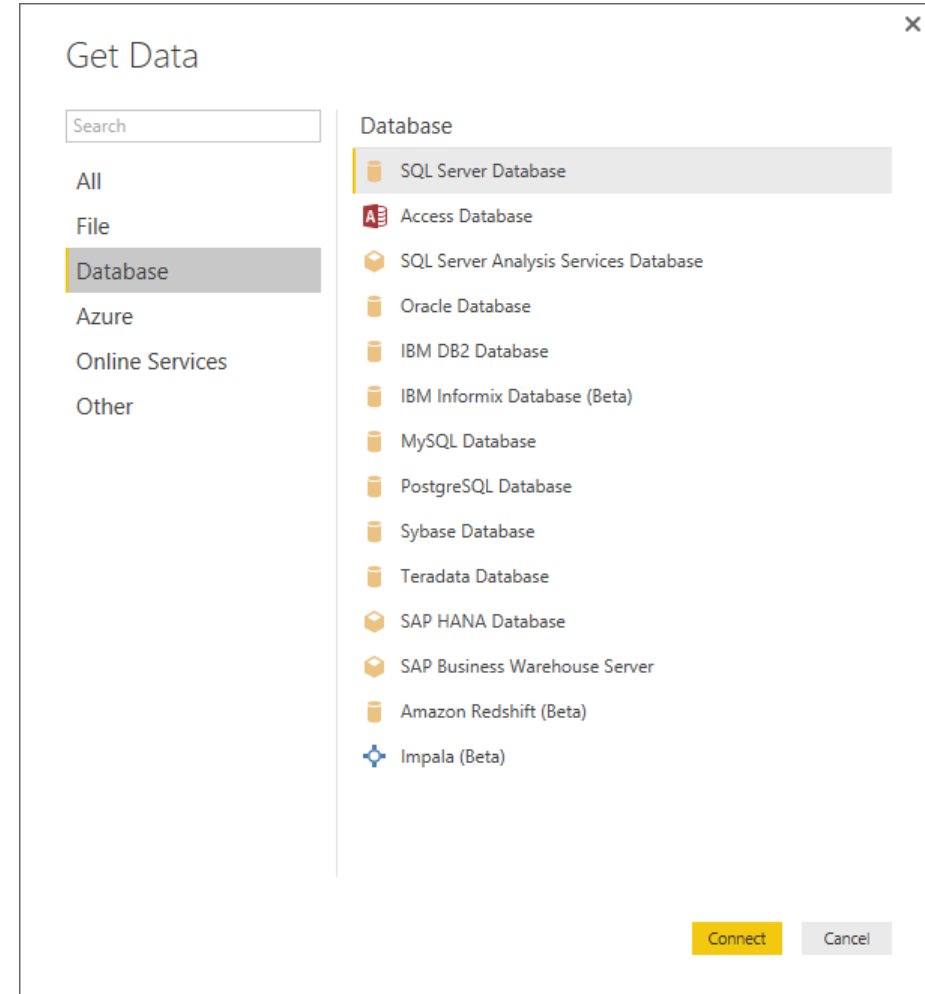 Get Data
Search
All
File
Database
Azure
Online Services
Other
Database
SQL Server Database
Access Database
SQL Server Analysis Services Database
Oracle Database
IBM DB2 Database
IBM Informix Database (Beta)
MySQL Database
PostgreSQL Database
Sybase Database
Teradata Database
SAP HANA Database
SAP Business Warehouse Server
Amazon Redshift (Beta)
Impala (Beta)
Connect
Cancel